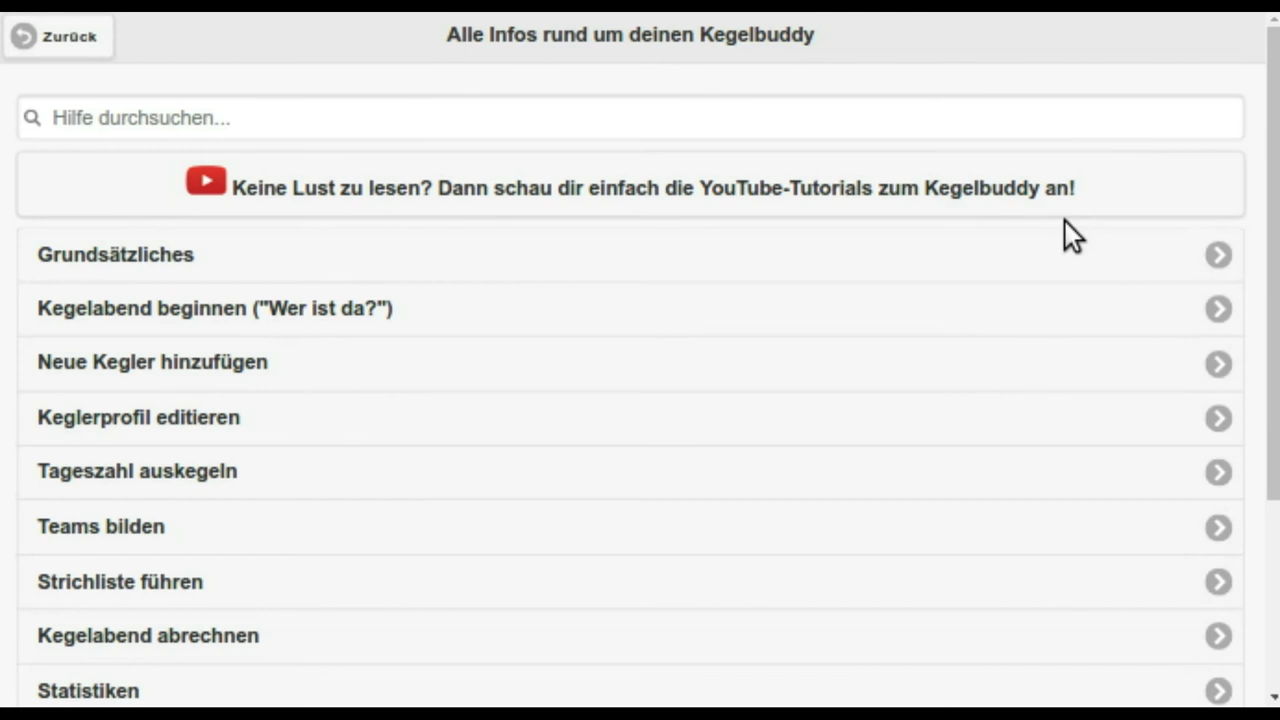 Zurück
Alle Infos rund um deinen Kegelbuddy
Hilfe durchsuchen...
Keine Lust zu lesen? Dann schau dir einfach die YouTube-Tutorials zum Kegelbuddy an!
Grundsätzliches
Kegelabend beginnen ("Wer ist da?")
Neue Kegler hinzufügen
Keglerprofil editieren
Tageszahl auskegeln
Teams bilden
Strichliste führen
Kegelabend abrechnen
Statistiken